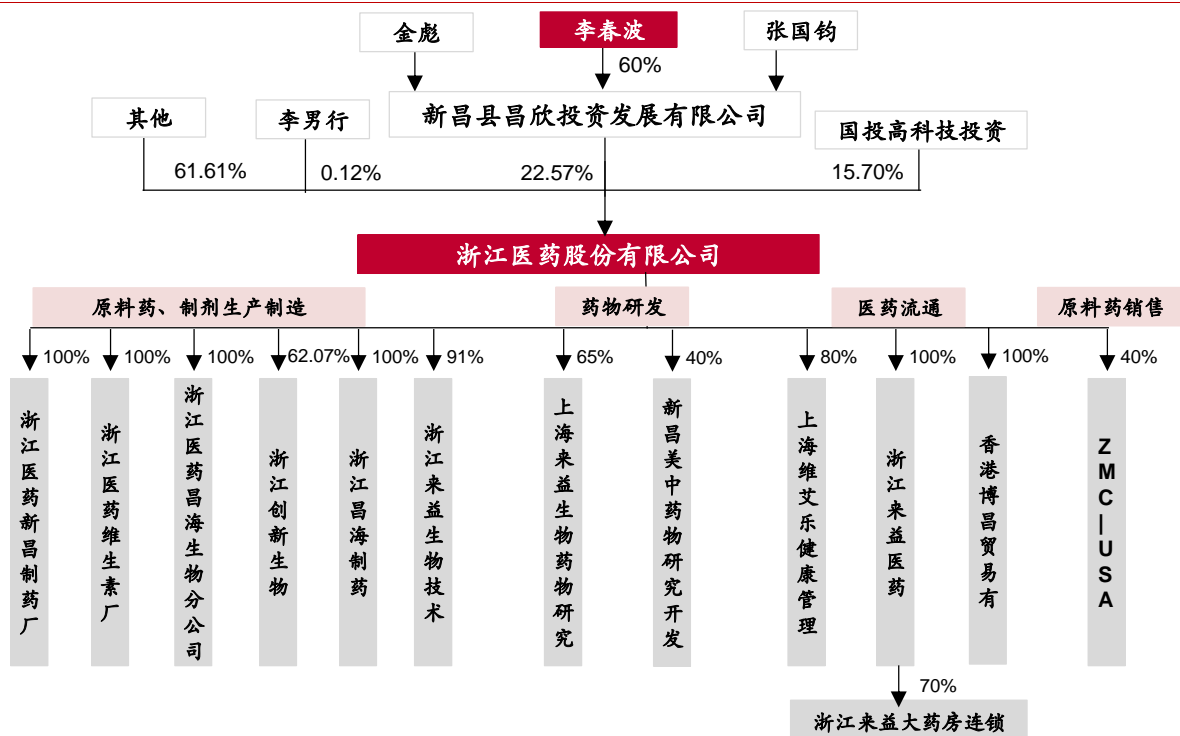 金彪
李春波
张国钧
60%
其他
李男行
新昌县昌欣投资发展有限公司
国投高科技投资
61.61%
0.12%
22.57%
15.70%
浙江医药股份有限公司
原料药、制剂生产制造
药物研发
医药流通
原料药销售
100%
100%
100%
62.07%
100%
91%
65%
40%
80%
100%
100%
40%
浙江医药新昌制药厂
浙江医药维生素厂
浙江医药昌海生物分公司
浙江创新生物
浙江昌海制药
浙江来益生物技术
上海来益生物药物研究
新昌美中药物研究开发
上海维艾乐健康管理
浙江来益医药
香港博昌贸易有
ZMC|USA
70%
浙江来益大药房连锁